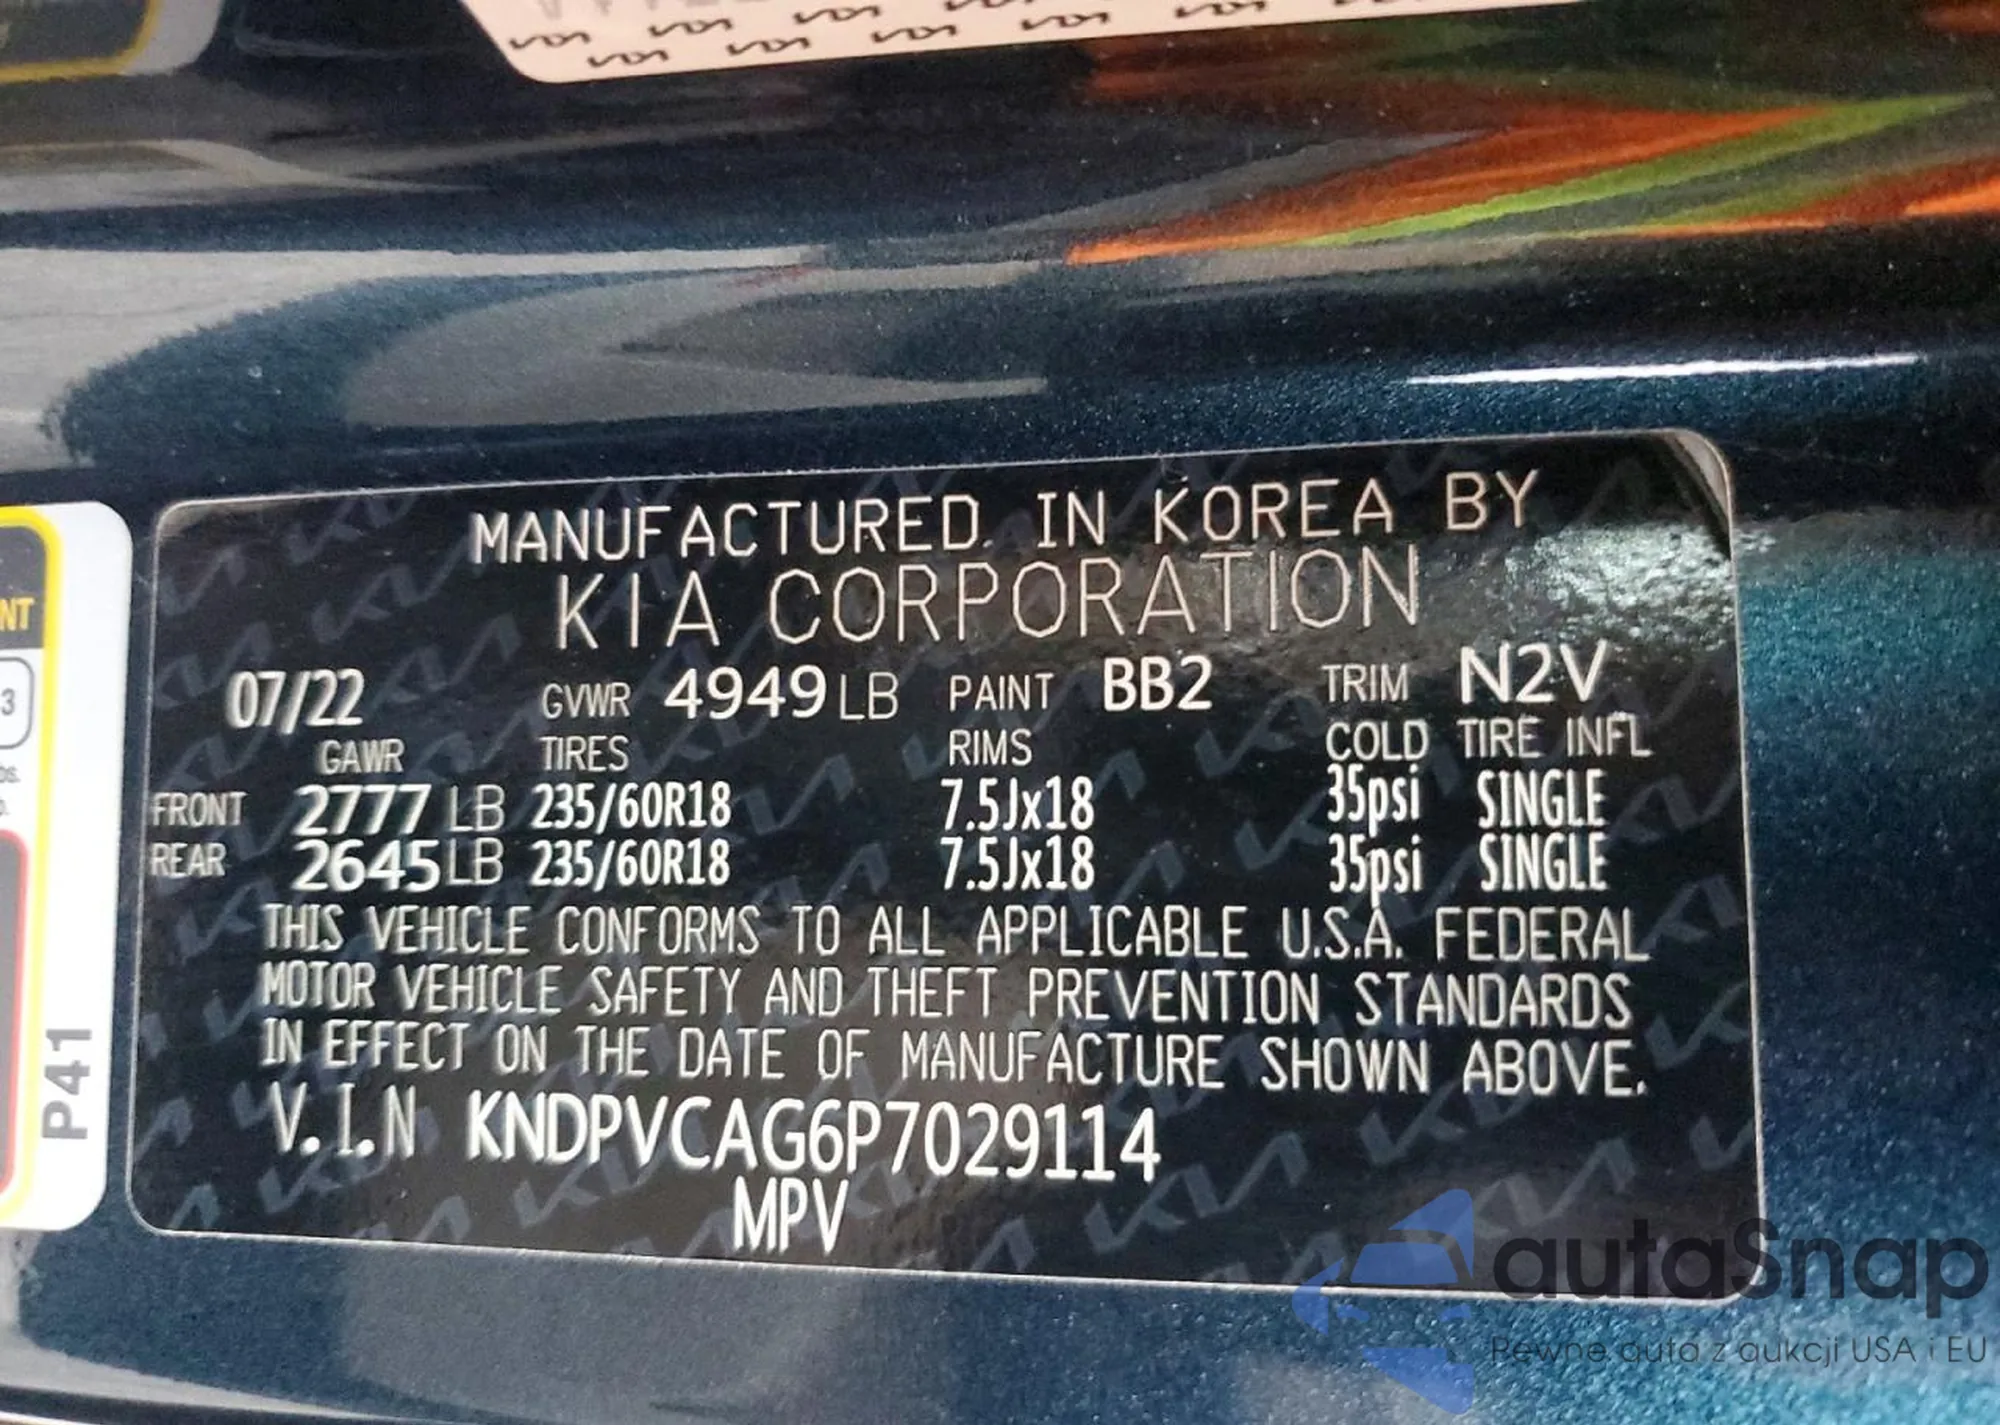 MANUFACTURED IN KOREA BY
KIA CORPORATION
07/22 GVWR 4949 LB PAINT BB2 TRIM N2V
GAWR TIRES RIMS COLD TIRE INFL
FRONT 2777 LB 235/60R18 7.5Jx18 35psi SINGLE
REAR 2645 LB 235/60R18 7.5Jx18 35psi SINGLE
THIS VEHICLE CONFORMS TO ALL APPLICABLE U.S.A. FEDERAL
MOTOR VEHICLE SAFETY AND THEFT PREVENTION STANDARDS
IN EFFECT ON THE DATE OF MANUFACTURE SHOWN ABOVE.
V.I.N KNDPVCAG6P7029114
MPV
P41
autaSnap
Pewne auta z aukcji USA i EU